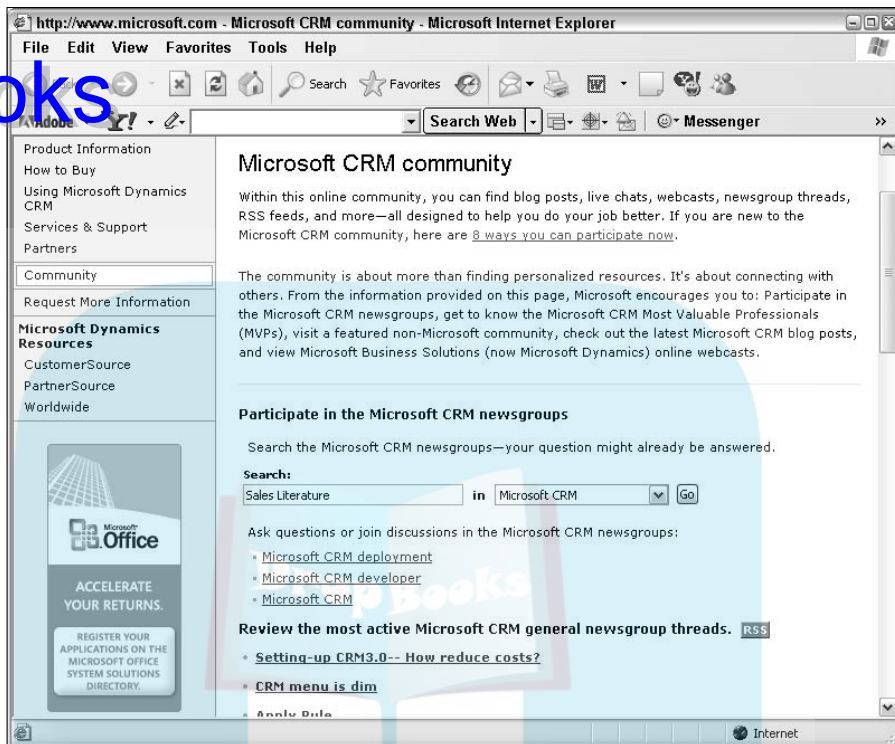 http://www.microsoft.com - Microsoft CRM community - Microsoft Internet Explorer
File Edit View Favorites Tools Help
oks
Search Favorites
Adobe Y! Search Web Messenger »
Product Information
How to Buy
Using Microsoft Dynamics
CRM
Services & Support
Partners
Community
Request More Information
Microsoft Dynamics
Resources
CustomerSource
PartnerSource
Worldwide
Microsoft
Office
ACCELERATE
YOUR RETURNS.
REGISTER YOUR
APPLICATIONS ON THE
MICROSOFT OFFICE
SYSTEM SOLUTIONS
DIRECTORY.
Microsoft CRM community
Within this online community, you can find blog posts, live chats, webcasts, newsgroup threads,
RSS feeds, and more—all designed to help you do your job better. If you are new to the
Microsoft CRM community, here are 8 ways you can participate now.
The community is about more than finding personalized resources. It's about connecting with
others. From the information provided on this page, Microsoft encourages you to: Participate in
the Microsoft CRM newsgroups, get to know the Microsoft CRM Most Valuable Professionals
(MVPs), visit a featured non-Microsoft community, check out the latest Microsoft CRM blog posts,
and view Microsoft Business Solutions (now Microsoft Dynamics) online webcasts.
Participate in the Microsoft CRM newsgroups
Search the Microsoft CRM newsgroups—your question might already be answered.
Search:
Sales Literature in Microsoft CRM Go
Ask questions or join discussions in the Microsoft CRM newsgroups:
Microsoft CRM deployment
Microsoft CRM developer
Microsoft CRM
Books
Review the most active Microsoft CRM general newsgroup threads. RSS
Setting-up CRM3.0-- How reduce costs?
CRM menu is dim
Apply Rule
Internet